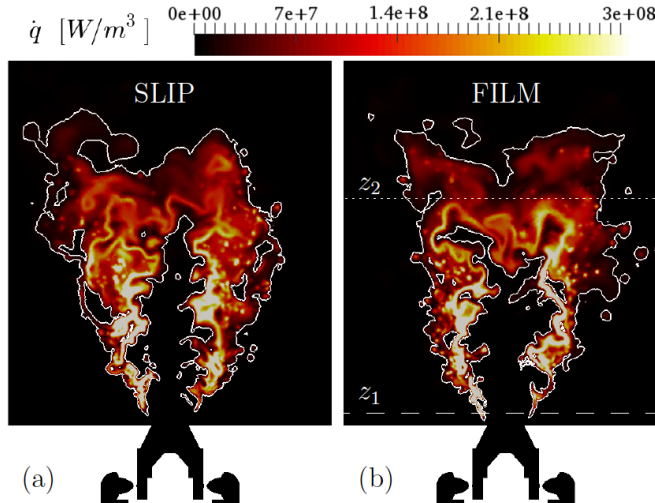 q̇ [W/m³] 0e+00 7e+7 1.4e+8 2.1e+8 3e+08
SLIP FILM
z₂
z₁
(a) (b)